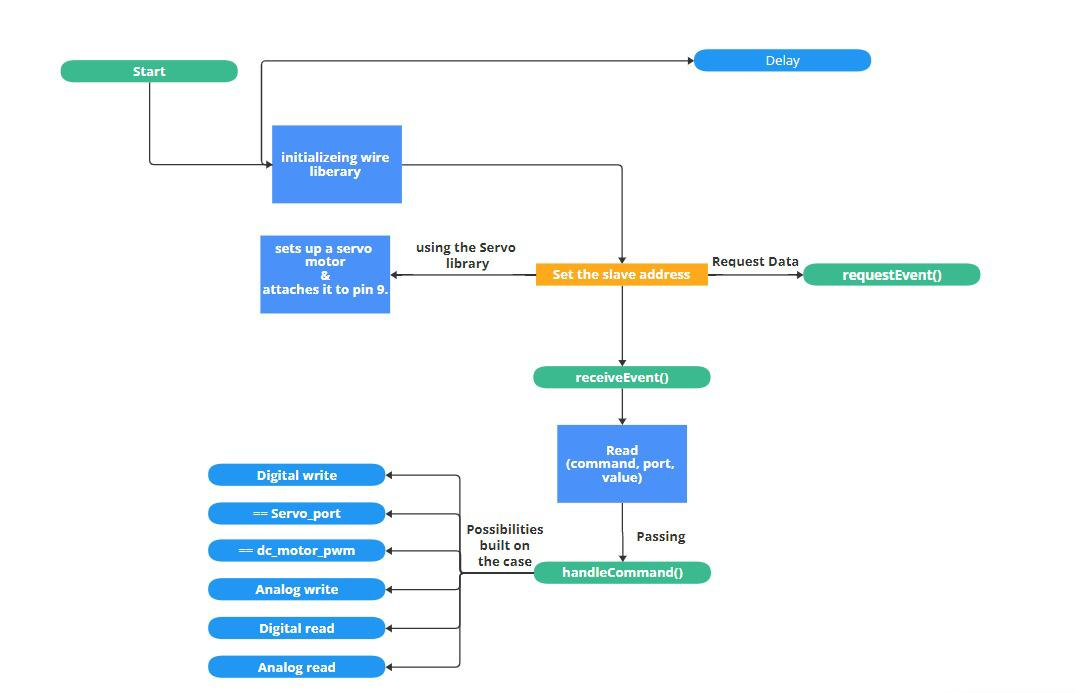 Start
Delay
initializeing wire
liberary
sets up a servo
motor
&
attaches it to pin 9.
using the Servo
library
Set the slave address
Request Data
requestEvent()
receiveEvent()
Read
(command, port,
value)
Passing
handleCommand()
Possibilities
built on
the case
Digital write
== Servo_port
== dc_motor_pwm
Analog write
Digital read
Analog read